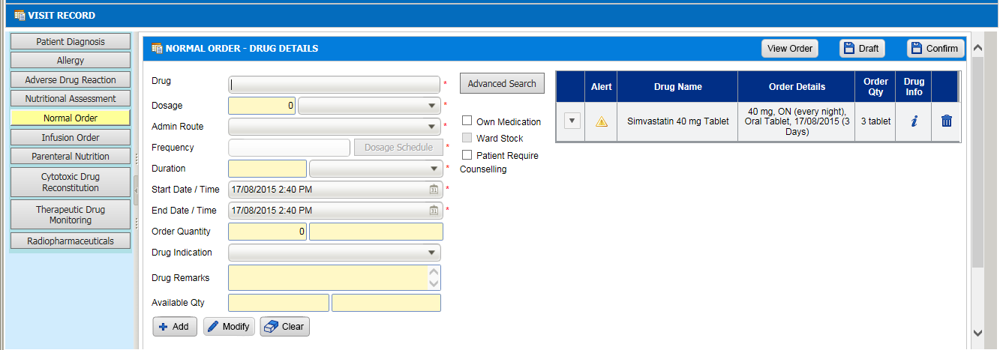 VISIT RECORD
Patient Diagnosis
Allergy
Adverse Drug Reaction
Nutritional Assessment
Normal Order
Infusion Order
Parenteral Nutrition
Cytotoxic Drug
Reconstitution
Therapeutic Drug
Monitoring
Radiopharmaceuticals
NORMAL ORDER - DRUG DETAILS
View Order
Draft
Confirm
Drug *
Dosage 0 *
Admin Route *
Frequency Dosage Schedule *
Duration *
Start Date / Time 17/08/2015 2:40 PM 31 *
End Date / Time 17/08/2015 2:40 PM 31 *
Order Quantity 0
Drug Indication
Drug Remarks
Available Qty
Add
Modify
Clear
Advanced Search
Own Medication
Ward Stock
Patient Require
Counselling
Alert
Drug Name
Order Details
Order
Qty
Drug
Info
Simvastatin 40 mg Tablet
40 mg, ON (every night),
Oral Tablet, 17/08/2015 (3
Days)
3 tablet
i